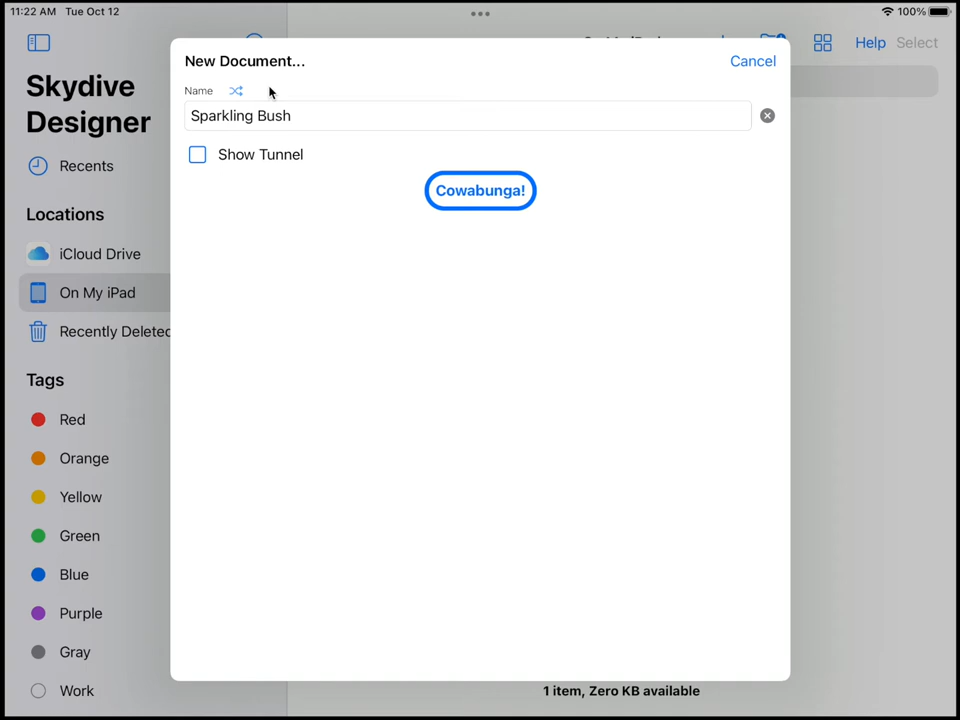 11:22 AM Tue Oct 12
100%
Help Select
Skydive
Designer
Recents
Locations
iCloud Drive
On My iPad
Recently Deleted
Tags
Red
Orange
Yellow
Green
Blue
Purple
Gray
Work
New Document...
Cancel
Name
Sparkling Bush
Show Tunnel
Cowabunga!
1 item, Zero KB available